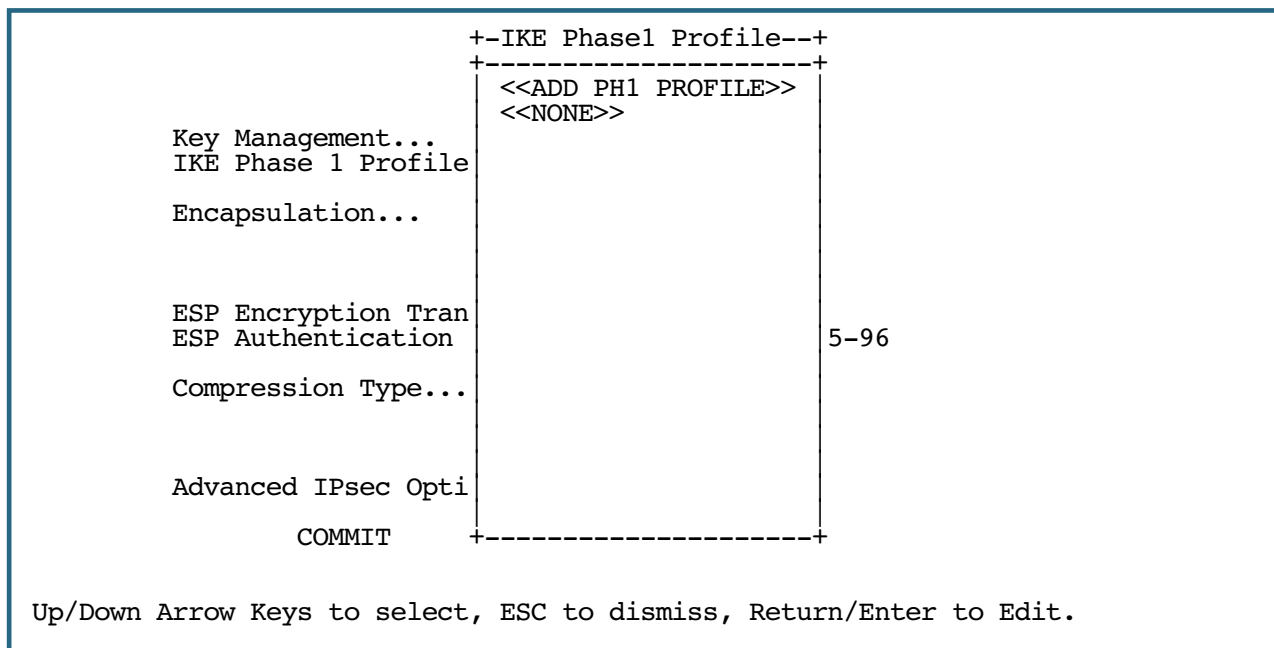 +-IKE Phase1 Profile--+
+---------------------+
| <<ADD PH1 PROFILE>> |
| <<NONE>> |
Key Management... | |
IKE Phase 1 Profile| |
| |
Encapsulation... | |
| |
| |
| |
ESP Encryption Tran| |
ESP Authentication | |5-96
| |
Compression Type...| |
| |
| |
| |
Advanced IPsec Opti| |
| |
COMMIT +---------------------+
Up/Down Arrow Keys to select, ESC to dismiss, Return/Enter to Edit.